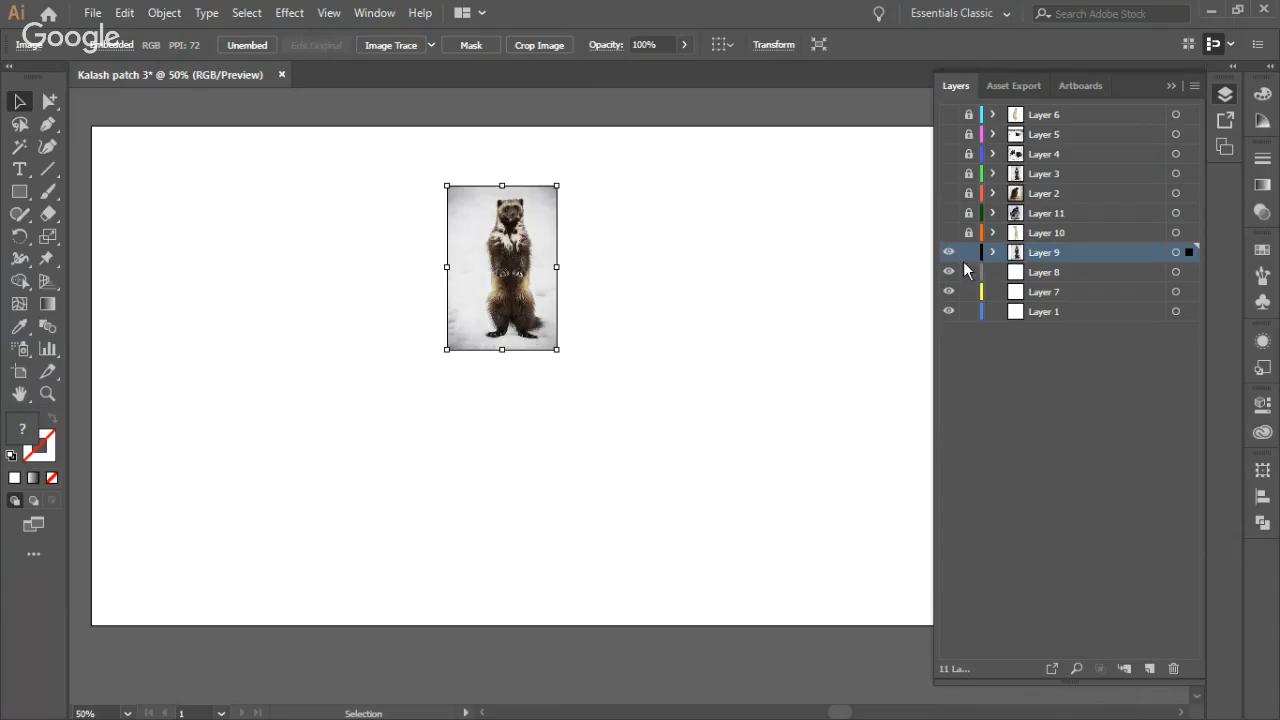 Ai File Edit Object Type Select Effect View Window Help Essentials Classic Search Adobe Stock
Google
Image Embedded RGB PPI: 72 Unembed Edit Original Image Trace Mask Crop Image Opacity: 100% Transform
Kalash patch 3* @ 50% (RGB/Preview) ×
Layers Asset Export Artboards
Layer 6
Layer 5
Layer 4
Layer 3
Layer 2
Layer 11
Layer 10
Layer 9
Layer 8
Layer 7
Layer 1
?
11 La...
50% 1 Selection